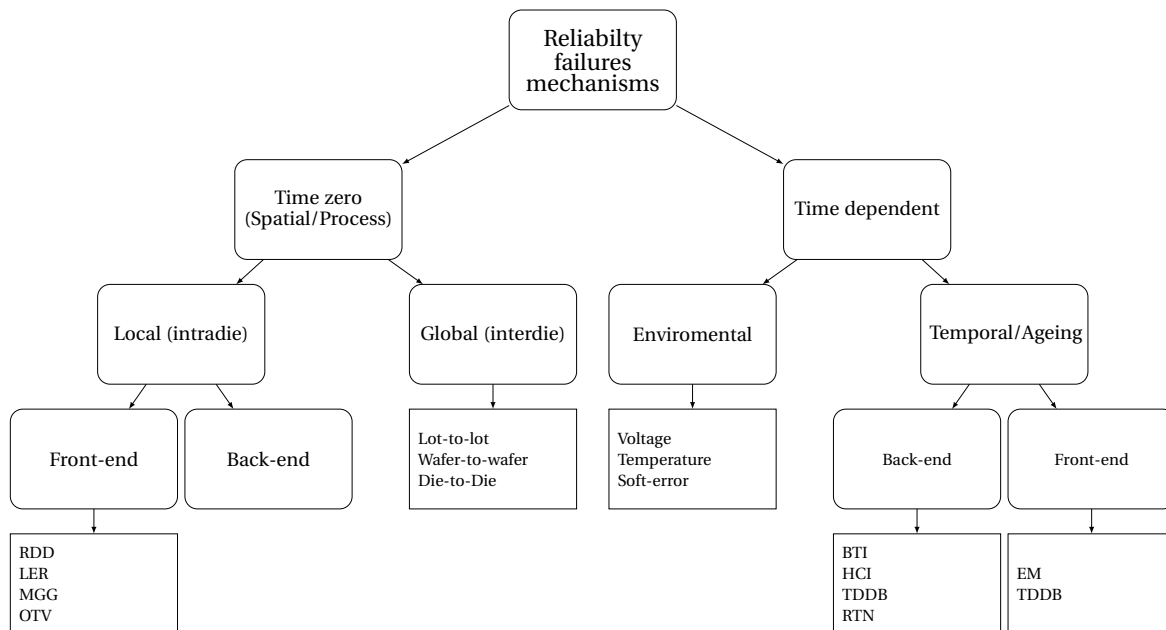 Reliabilty
failures
mechanisms
Time zero
(Spatial/Process)
Time dependent
Local (intradie)
Global (interdie)
Enviromental
Temporal/Ageing
Front-end
Back-end
Lot-to-lot
Wafer-to-wafer
Die-to-Die
Voltage
Temperature
Soft-error
Back-end
Front-end
RDD
LER
MGG
OTV
BTI
HCI
TDDB
RTN
EM
TDDB